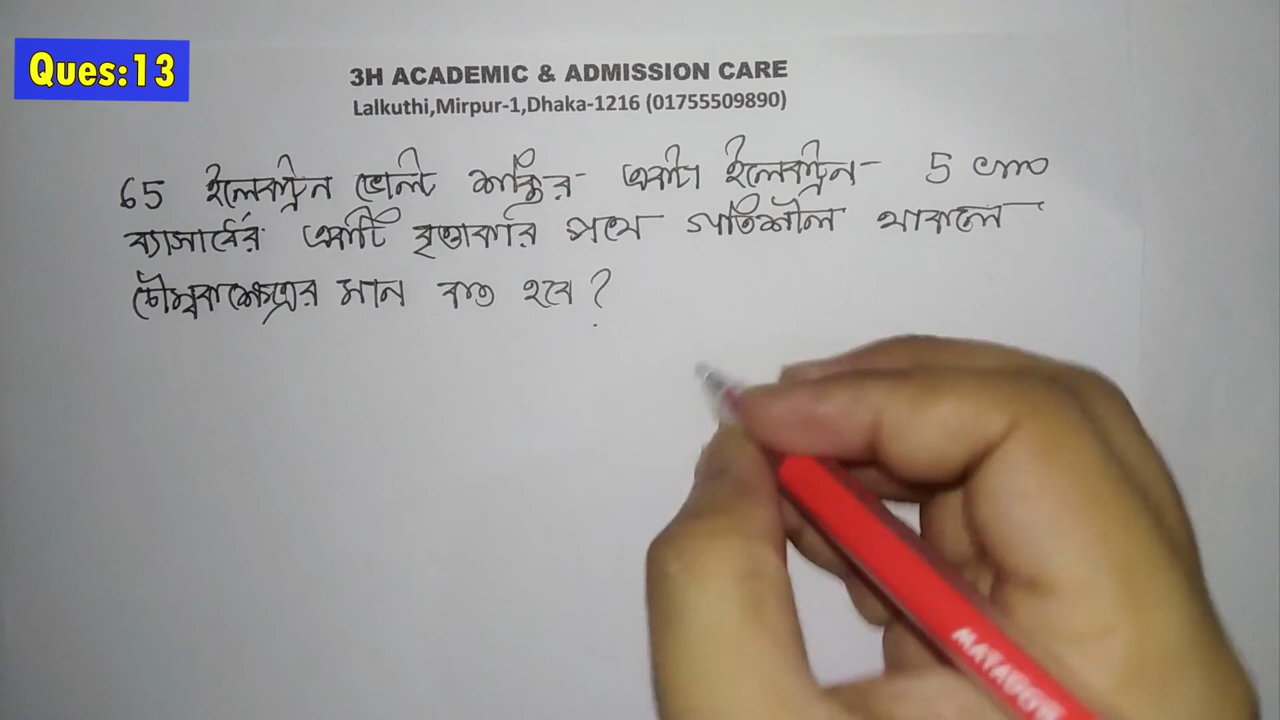 Ques:13
3H ACADEMIC & ADMISSION CARE
Lalkuthi,Mirpur-1,Dhaka-1216 (01755509890)
65 ইলেকট্রন ভোল্ট শক্তির একটা ইলেকট্রন 5 cm
ব্যাসার্ধের একটি বৃত্তাকার পথে গতিশীল থাকলে
চৌম্বকক্ষেত্রের মান কত হবে?
MATADOR